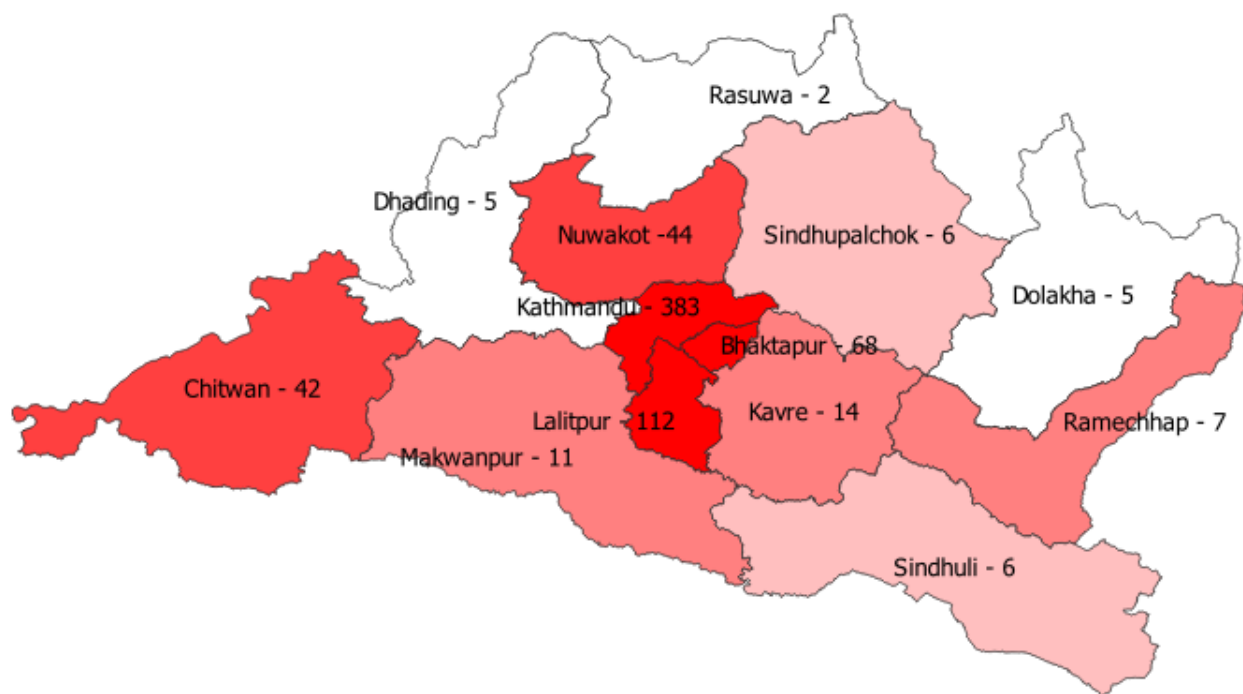 Rasuwa - 2
Dhading - 5
Nuwakot -44
Sindhupalchok - 6
Dolakha - 5
Kathmandu - 383
Bhaktapur - 68
Chitwan - 42
Lalitpur - 112
Kavre - 14
Ramechhap - 7
Makwanpur - 11
Sindhuli - 6